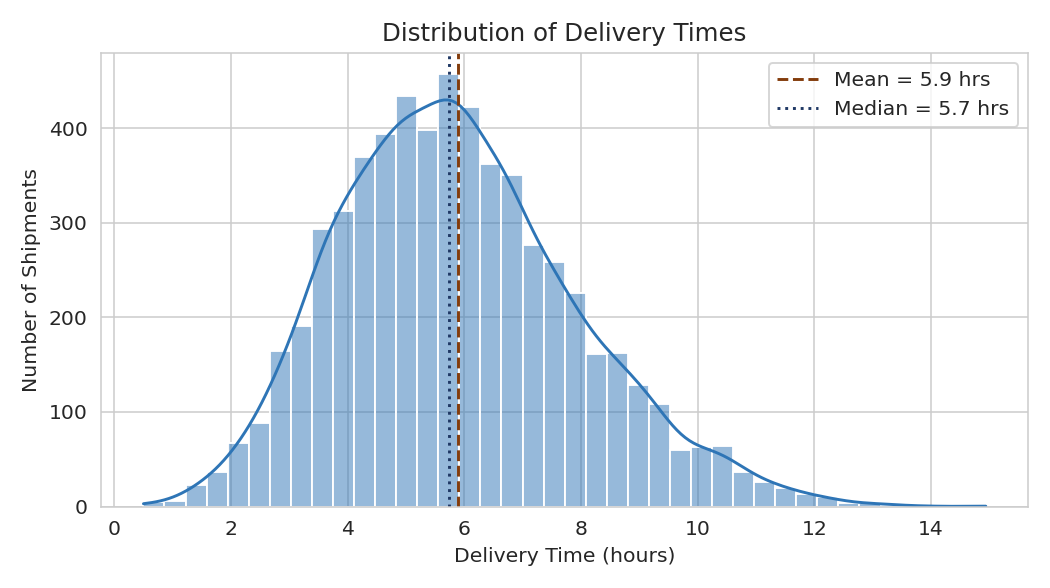 Distribution of Delivery Times
Mean = 5.9 hrs
Median = 5.7 hrs
Number of Shipments
400
300
200
100
0
0 2 4 6 8 10 12 14
Delivery Time (hours)